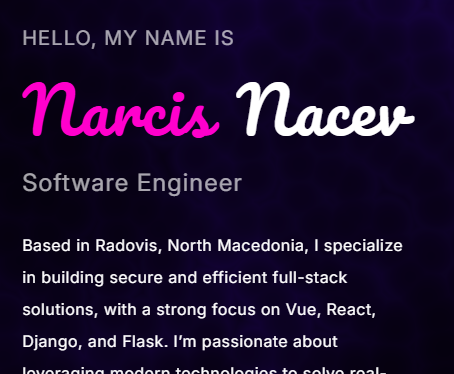 HELLO, MY NAME IS
Narcis Nacev
Software Engineer
Based in Radovis, North Macedonia, I specialize
in building secure and efficient full-stack
solutions, with a strong focus on Vue, React,
Django, and Flask. I'm passionate about
leveraging modern technologies to solve real-